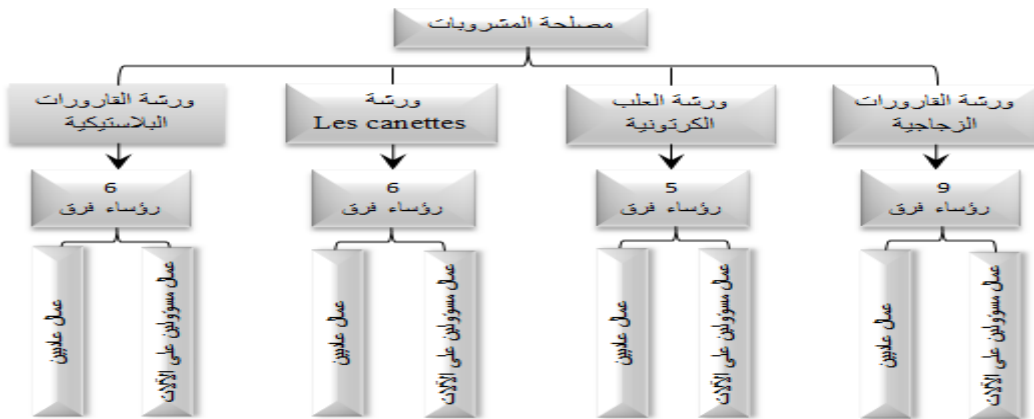 مصلحة المشروبات
ورشة القارورات
الزجاجية
ورشة العلب
الكرتونية
ورشة
Les canettes
ورشة القارورات
البلاستيكية
9
رؤساء فرق
5
رؤساء فرق
6
رؤساء فرق
6
رؤساء فرق
عمال مسؤولين على الآلات
عمال عاديين
عمال مسؤولين على الآلات
عمال عاديين
عمال مسؤولين على الآلات
عمال عاديين
عمال مسؤولين على الآلات
عمال عاديين